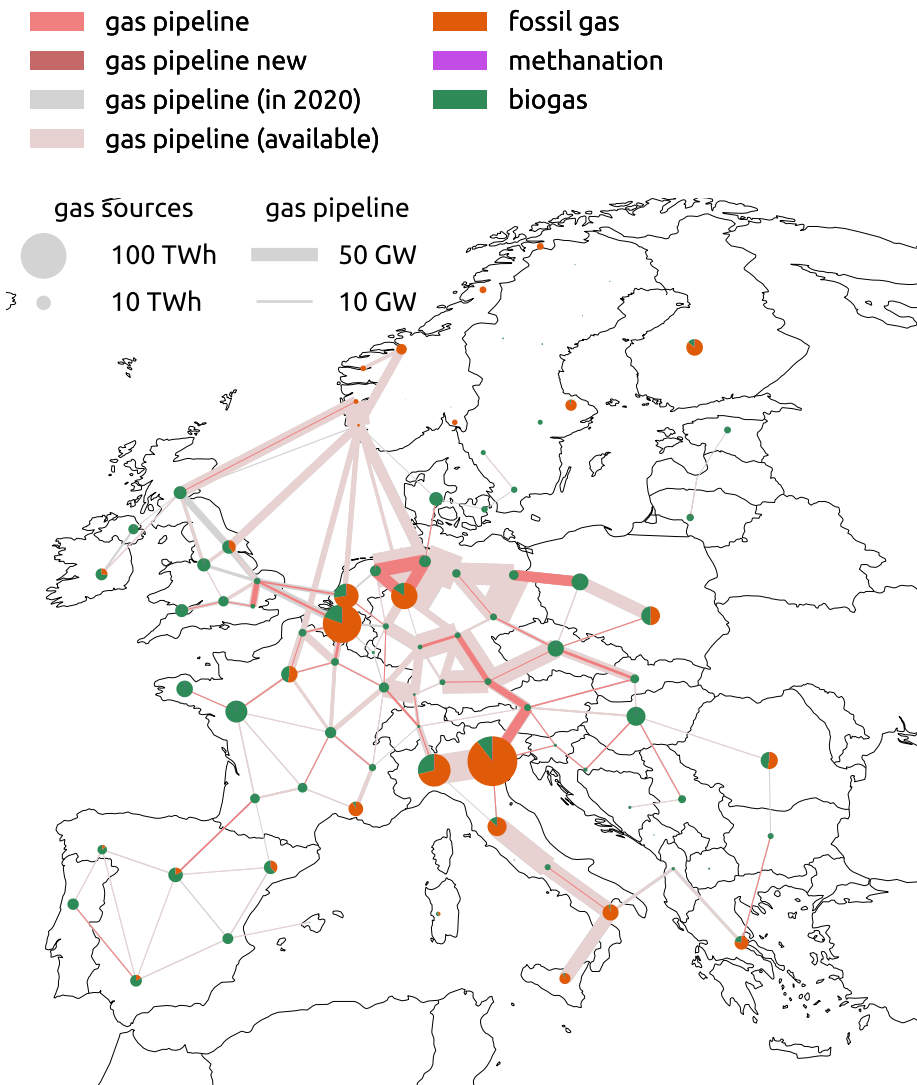 gas pipeline
gas pipeline new
gas pipeline (in 2020)
gas pipeline (available)
fossil gas
methanation
biogas
gas sources
100 TWh
10 TWh
gas pipeline
50 GW
10 GW